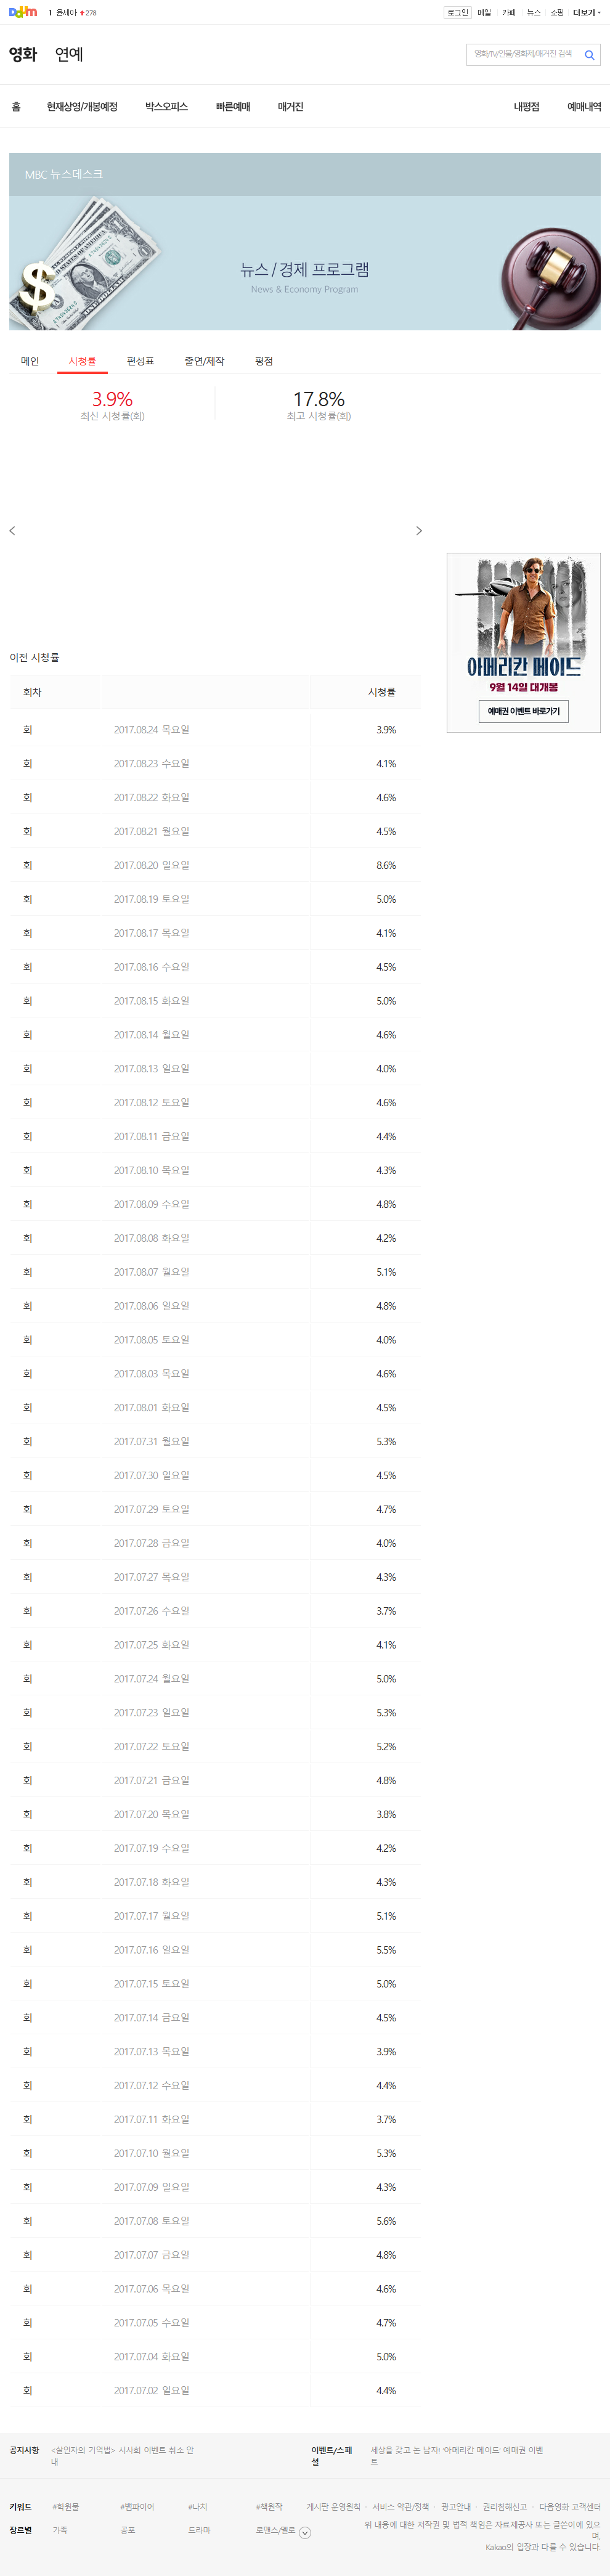 Daum 1 윤세아 278 로그인 메일 카페 뉴스 쇼핑 더보기
영화 연예 영화/TV/인물/영화제/매거진 검색
홈 현재상영/개봉예정 박스오피스 빠른예매 매거진 내평점 예매내역
MBC 뉴스데스크
뉴스 / 경제 프로그램
News & Economy Program
메인 시청률 편성표 출연/제작 평점
3.9% 17.8%
최신 시청률(회) 최고 시청률(회)
아메리칸 메이드
9월 14일 대개봉
예매권 이벤트 바로가기
이전 시청률
회차 시청률
회 2017.08.24 목요일 3.9%
회 2017.08.23 수요일 4.1%
회 2017.08.22 화요일 4.6%
회 2017.08.21 월요일 4.5%
회 2017.08.20 일요일 8.6%
회 2017.08.19 토요일 5.0%
회 2017.08.17 목요일 4.1%
회 2017.08.16 수요일 4.5%
회 2017.08.15 화요일 5.0%
회 2017.08.14 월요일 4.6%
회 2017.08.13 일요일 4.0%
회 2017.08.12 토요일 4.6%
회 2017.08.11 금요일 4.4%
회 2017.08.10 목요일 4.3%
회 2017.08.09 수요일 4.8%
회 2017.08.08 화요일 4.2%
회 2017.08.07 월요일 5.1%
회 2017.08.06 일요일 4.8%
회 2017.08.05 토요일 4.0%
회 2017.08.03 목요일 4.6%
회 2017.08.01 화요일 4.5%
회 2017.07.31 월요일 5.3%
회 2017.07.30 일요일 4.5%
회 2017.07.29 토요일 4.7%
회 2017.07.28 금요일 4.0%
회 2017.07.27 목요일 4.3%
회 2017.07.26 수요일 3.7%
회 2017.07.25 화요일 4.1%
회 2017.07.24 월요일 5.0%
회 2017.07.23 일요일 5.3%
회 2017.07.22 토요일 5.2%
회 2017.07.21 금요일 4.8%
회 2017.07.20 목요일 3.8%
회 2017.07.19 수요일 4.2%
회 2017.07.18 화요일 4.3%
회 2017.07.17 월요일 5.1%
회 2017.07.16 일요일 5.5%
회 2017.07.15 토요일 5.0%
회 2017.07.14 금요일 4.5%
회 2017.07.13 목요일 3.9%
회 2017.07.12 수요일 4.4%
회 2017.07.11 화요일 3.7%
회 2017.07.10 월요일 5.3%
회 2017.07.09 일요일 4.3%
회 2017.07.08 토요일 5.6%
회 2017.07.07 금요일 4.8%
회 2017.07.06 목요일 4.6%
회 2017.07.05 수요일 4.7%
회 2017.07.04 화요일 5.0%
회 2017.07.02 일요일 4.4%
공지사항 <살인자의 기억법> 시사회 이벤트 취소 안
내
이벤트/스페
셜
세상을 갖고 논 남자! '아메리칸 메이드' 예매권 이벤
트
키워드 #학원물 #뱀파이어 #나치 #책원작
장르별 가족 공포 드라마 로맨스/멜로
게시판 운영원칙 · 서비스 약관/정책 · 광고안내 · 권리침해신고 · 다음영화 고객센터
위 내용에 대한 저작권 및 법적 책임은 자료제공사 또는 글쓴이에 있으
며,
Kakao의 입장과 다를 수 있습니다.